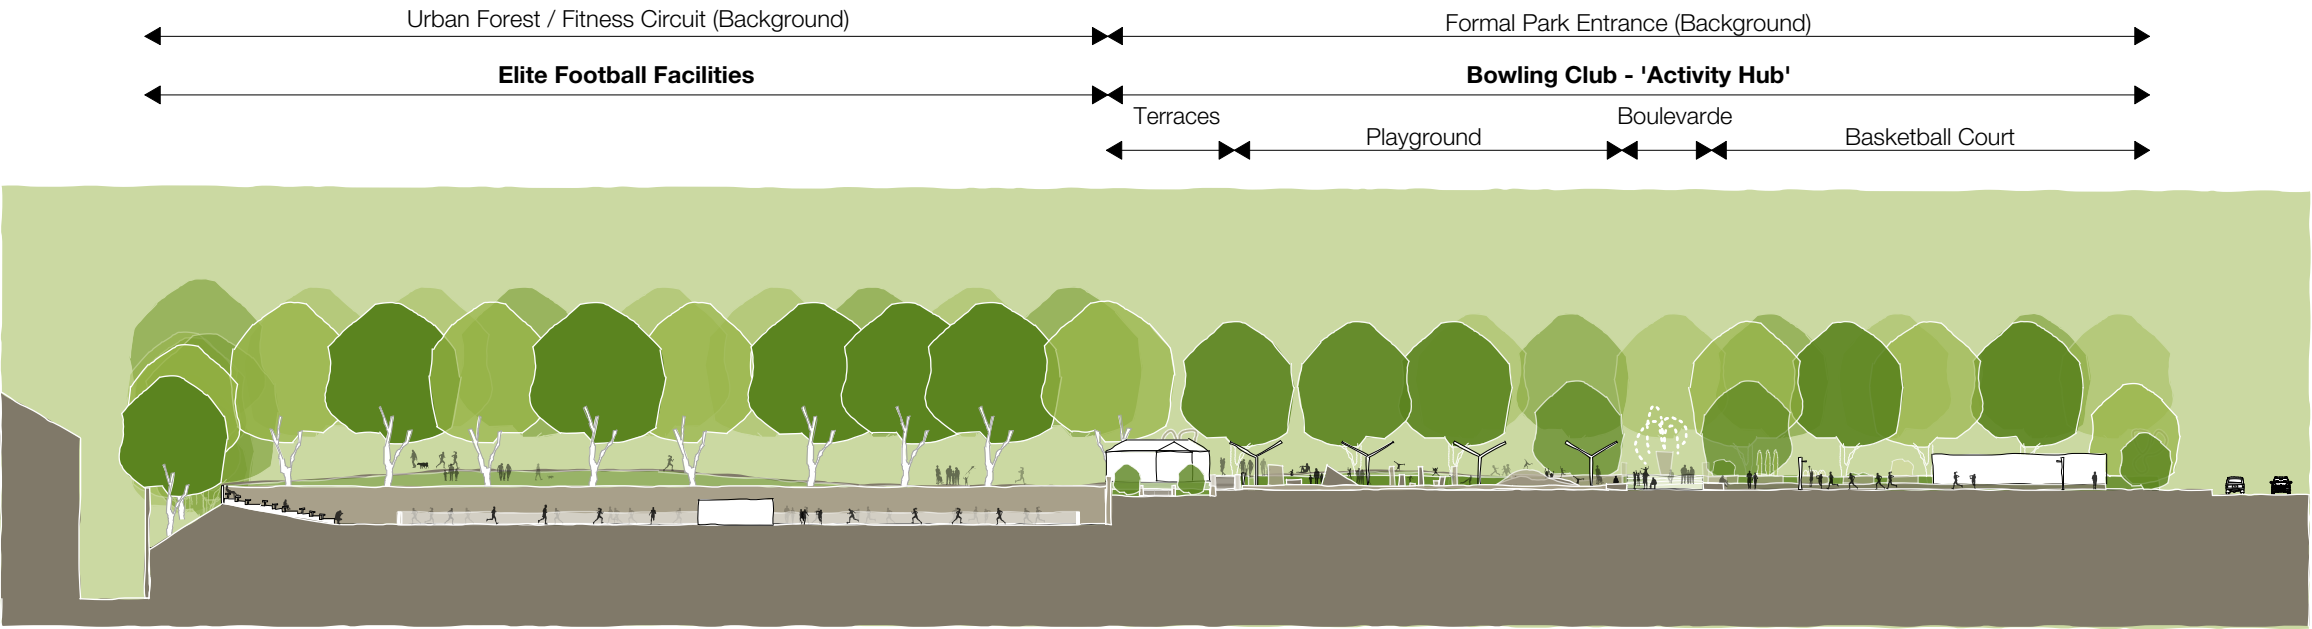 Urban Forest / Fitness Circuit (Background)
Formal Park Entrance (Background)
Elite Football Facilities
Bowling Club - 'Activity Hub'
Terraces
Boulevarde
Playground
Basketball Court